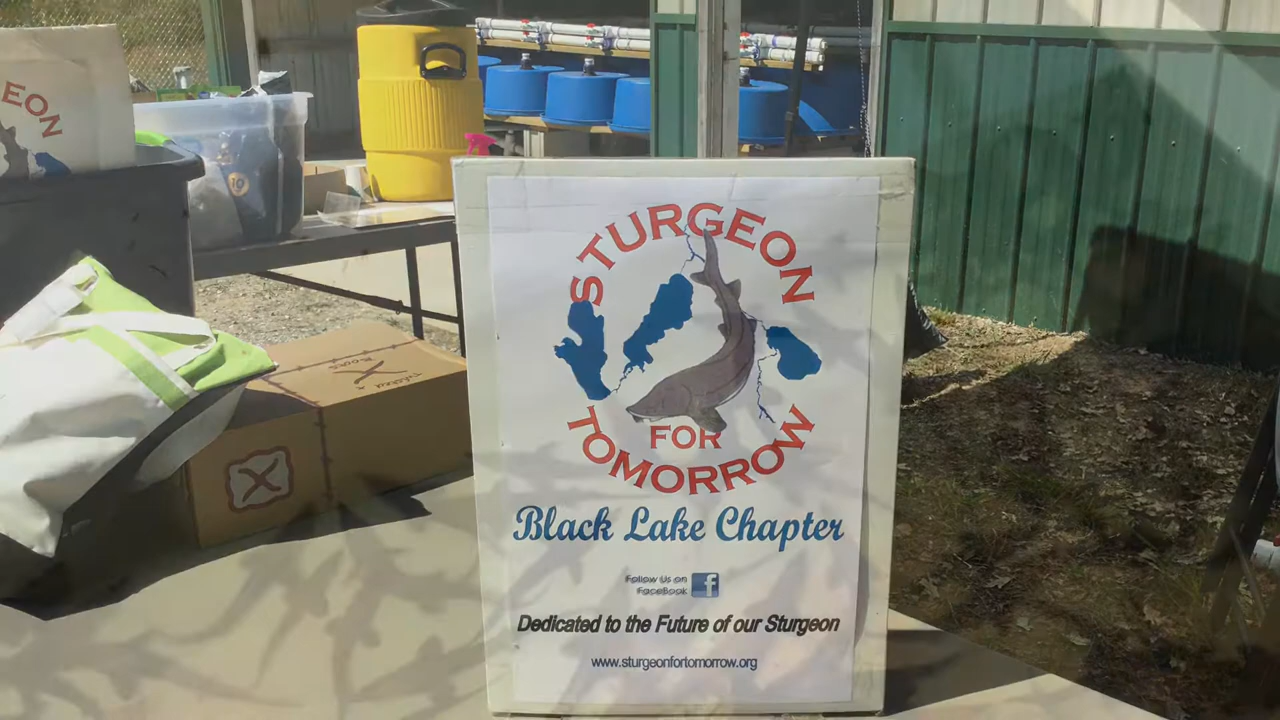 EON
10
STURGEON
FOR
TOMORROW
Black Lake Chapter
Follow Us on
FaceBook
f
Dedicated to the Future of our Sturgeon
www.sturgeonfortomorrow.org